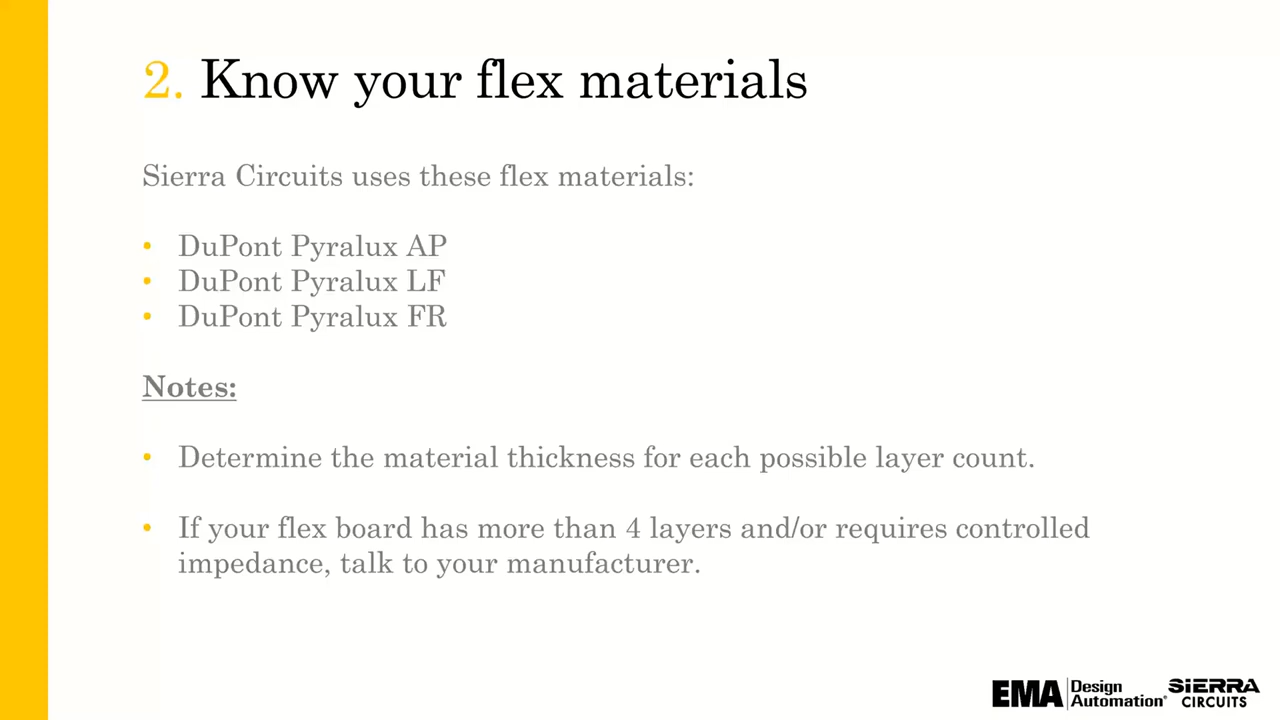 2. Know your flex materials
Sierra Circuits uses these flex materials:
• DuPont Pyralux AP
• DuPont Pyralux LF
• DuPont Pyralux FR
Notes:
• Determine the material thickness for each possible layer count.
• If your flex board has more than 4 layers and/or requires controlled
impedance, talk to your manufacturer.
EMA Design Automation®
SIERRA CIRCUITS